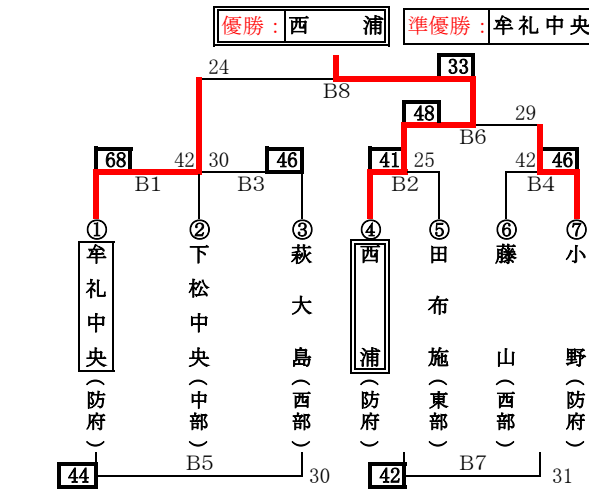 優勝：西 浦
準優勝：牟礼中央
24 33
B8
48 29
B6
68 42 30 46 41 25 42 46
B1 B3 B2 B4
① ② ③ ④ ⑤ ⑥ ⑦
牟礼中央（防府）
下松中央（中部）
萩大島（西部）
西浦（防府）
田布施（東部）
藤山（西部）
小野（防府）
44 B5 30
42 B7 31